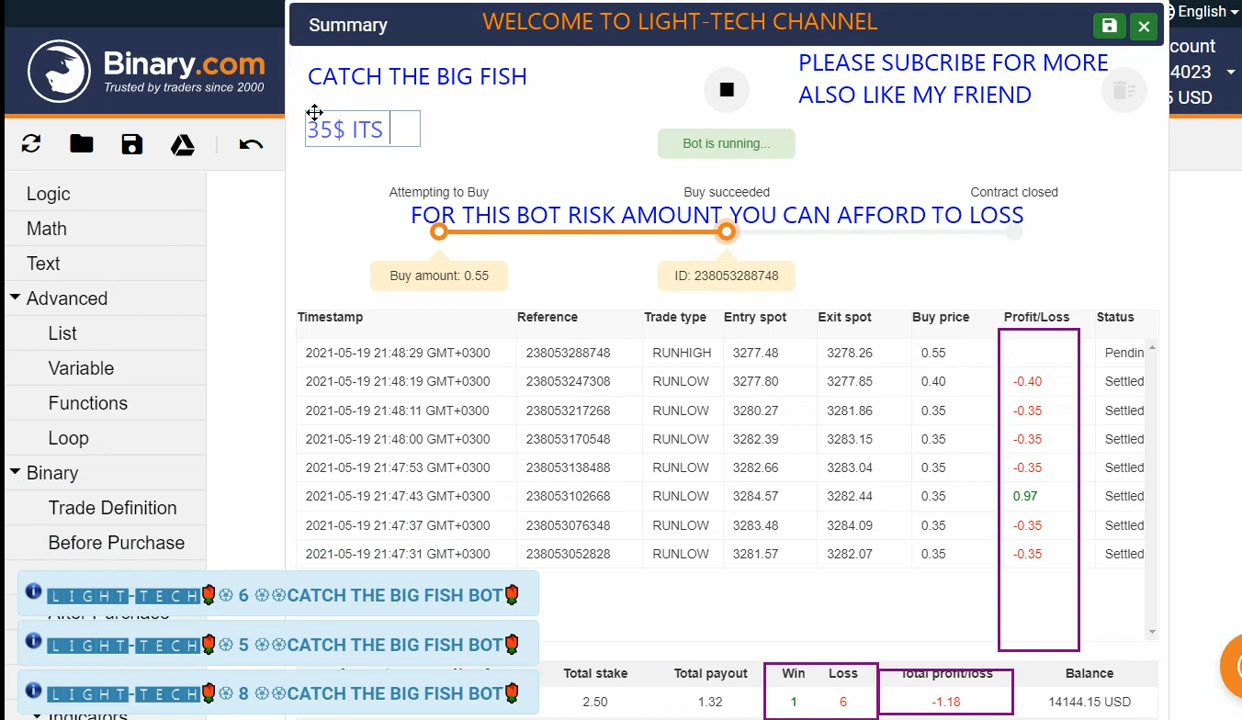 Binary.com
Trusted by traders since 2000
Summary
WELCOME TO LIGHT-TECH CHANNEL
English
count
4023
5 USD
CATCH THE BIG FISH
PLEASE SUBCRIBE FOR MORE
ALSO LIKE MY FRIEND
35$ ITS
Bot is running...
Attempting to Buy Buy succeeded Contract closed
FOR THIS BOT RISK AMOUNT YOU CAN AFFORD TO LOSS
Buy amount: 0.55 ID: 238053288748
Logic
Math
Text
Advanced
List
Variable
Functions
Loop
Binary
Trade Definition
Before Purchase
After Purchase
Indicators
Timestamp Reference Trade type Entry spot Exit spot Buy price Profit/Loss Status
2021-05-19 21:48:29 GMT+0300 238053288748 RUNHIGH 3277.48 3278.26 0.55 Pendin
2021-05-19 21:48:19 GMT+0300 238053247308 RUNLOW 3277.80 3277.85 0.40 -0.40 Settled
2021-05-19 21:48:11 GMT+0300 238053217268 RUNLOW 3280.27 3281.86 0.35 -0.35 Settled
2021-05-19 21:48:00 GMT+0300 238053170548 RUNLOW 3282.39 3283.15 0.35 -0.35 Settled
2021-05-19 21:47:53 GMT+0300 238053138488 RUNLOW 3282.66 3283.04 0.35 -0.35 Settled
2021-05-19 21:47:43 GMT+0300 238053102668 RUNLOW 3284.57 3282.44 0.35 0.97 Settled
2021-05-19 21:47:37 GMT+0300 238053076348 RUNLOW 3283.48 3284.09 0.35 -0.35 Settled
2021-05-19 21:47:31 GMT+0300 238053052828 RUNLOW 3281.57 3282.07 0.35 -0.35 Settled
LIGHT-TECH🌹🏵 6 🏵🏵CATCH THE BIG FISH BOT🌹
LIGHT-TECH🌹🏵 5 🏵🏵CATCH THE BIG FISH BOT🌹
LIGHT-TECH🌹🏵 8 🏵🏵CATCH THE BIG FISH BOT🌹
Total stake Total payout Win Loss Total profit/loss Balance
2.50 1.32 1 6 -1.18 14144.15 USD